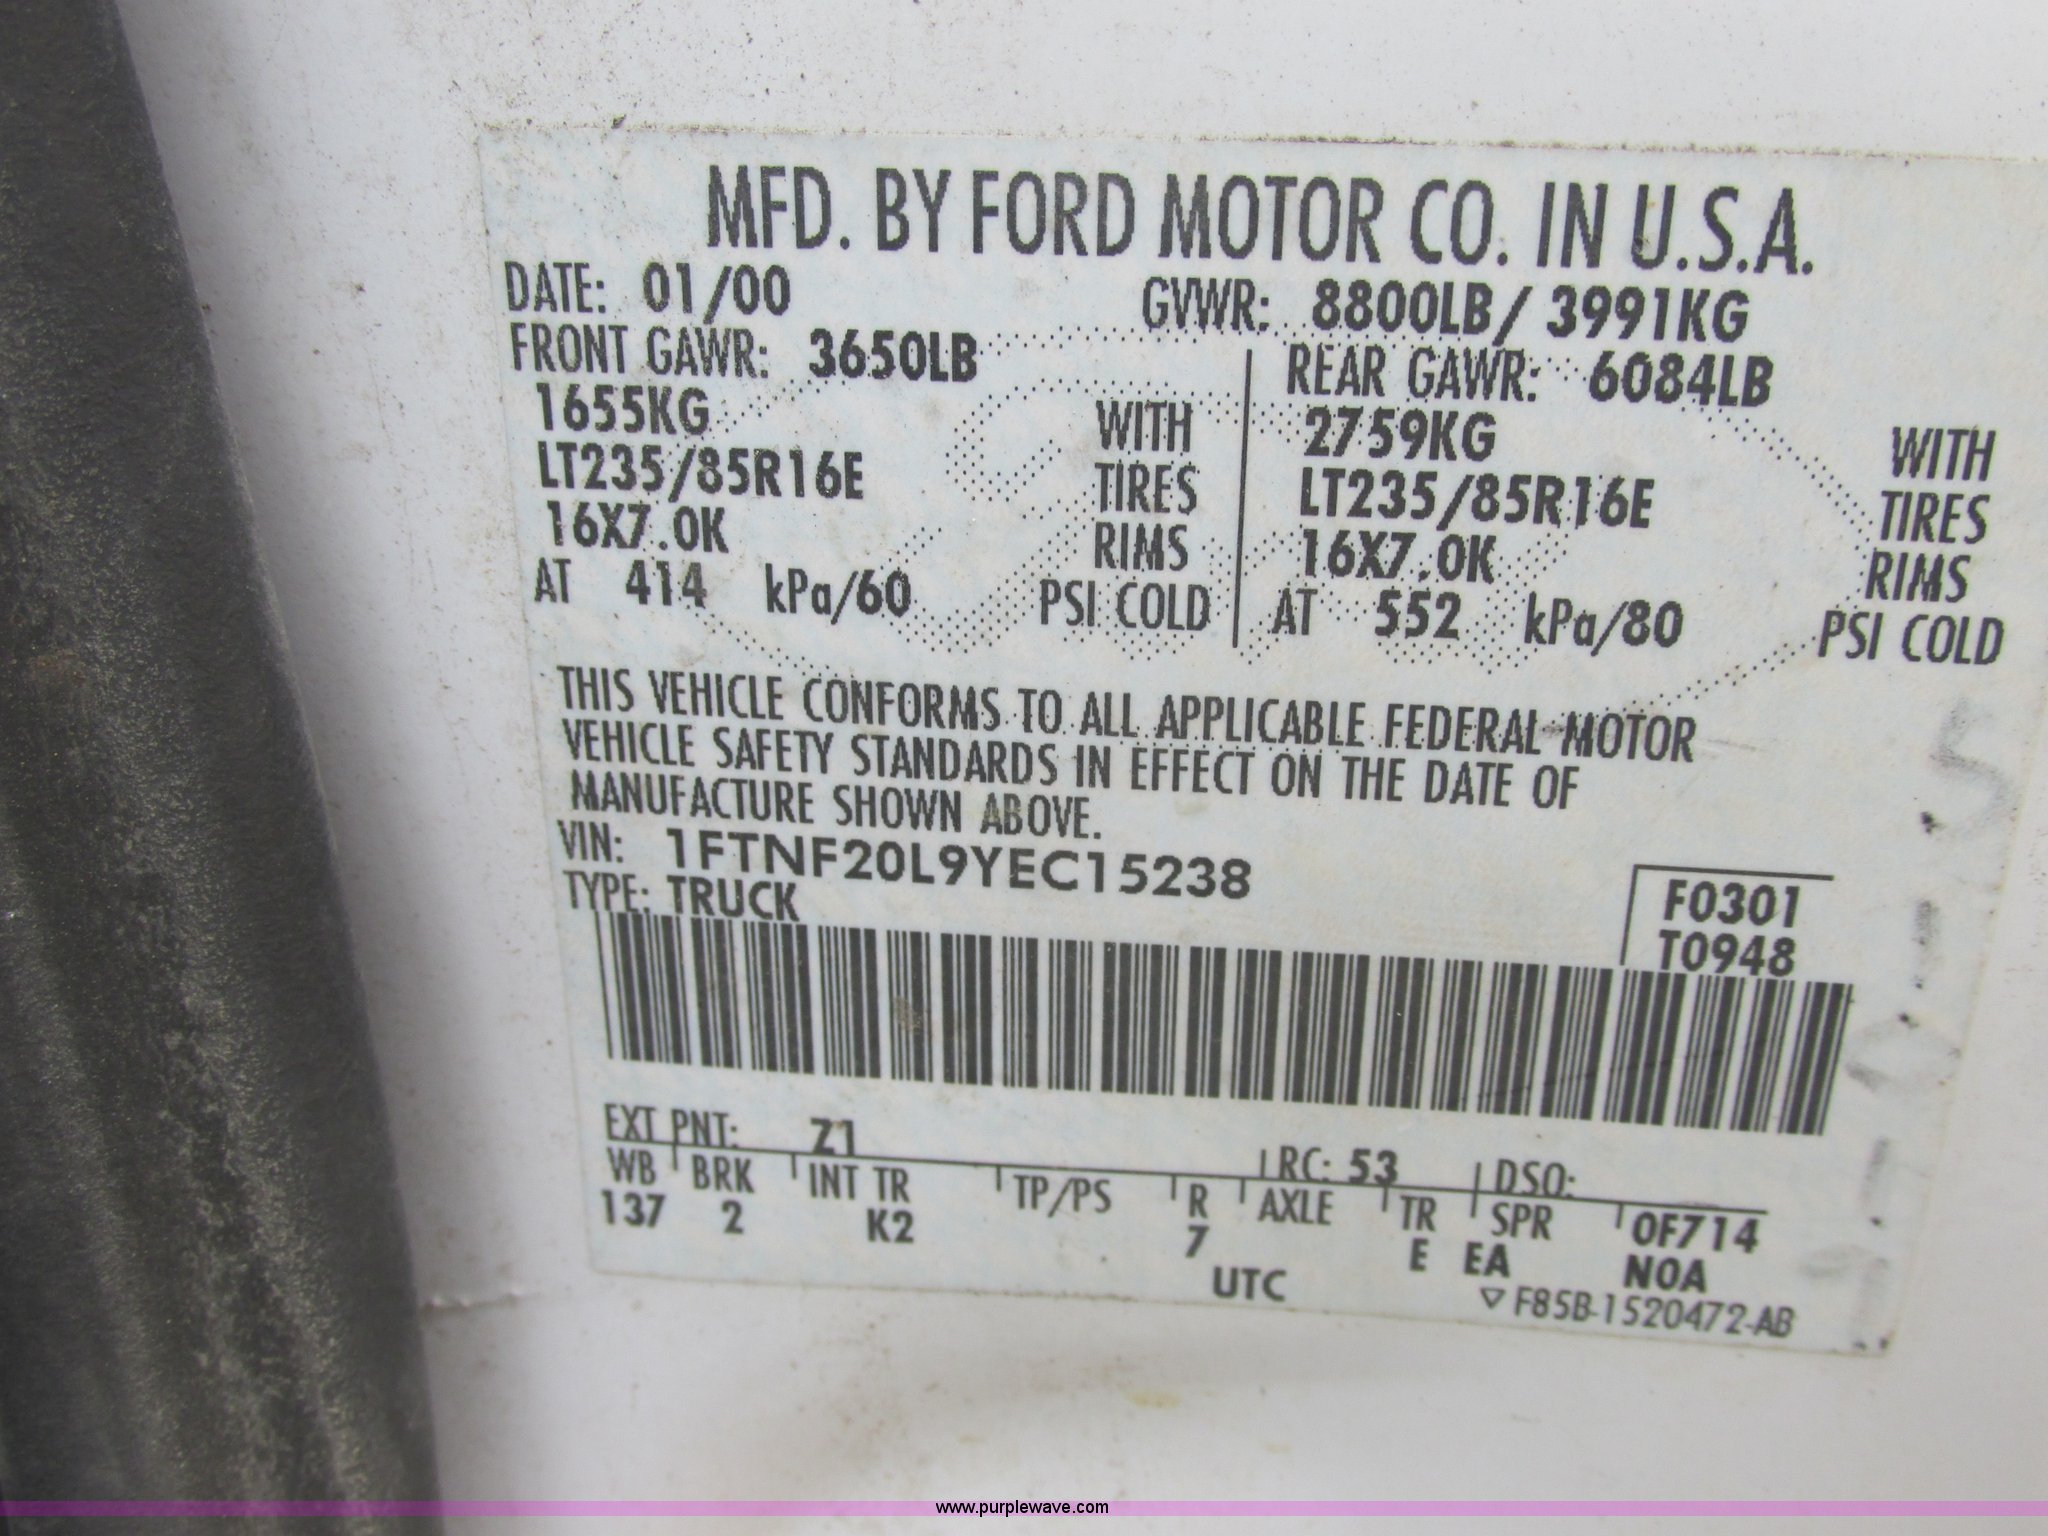 MFD. BY FORD MOTOR CO. IN U.S.A.
DATE: 01/00 GVWR: 8800LB/ 3991KG
FRONT GAWR: 3650LB REAR GAWR: 6084LB
1655KG WITH 2759KG WITH
LT235/85R16E TIRES LT235/85R16E TIRES
16X7.0K RIMS 16X7.0K RIMS
AT 414 kPa/60 PSI COLD AT 552 kPa/80 PSI COLD
THIS VEHICLE CONFORMS TO ALL APPLICABLE FEDERAL MOTOR
VEHICLE SAFETY STANDARDS IN EFFECT ON THE DATE OF
MANUFACTURE SHOWN ABOVE.
VIN: 1FTNF20L9YEC15238
TYPE: TRUCK
F0301
T0948
EXT PNT: Z1 RC: 53 DSO:
WB BRK INT TR TP/PS R AXLE TR SPR 0F714
137 2 K2 7 E EA N0A
UTC
▽ F85B-1520472-AB
www.purplewave.com